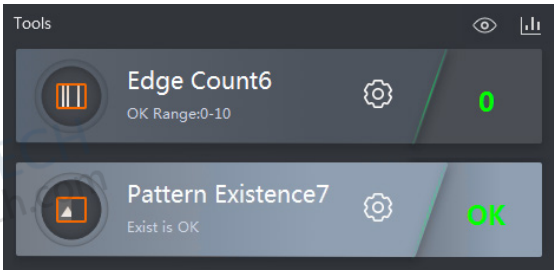 Tools
Edge Count6
OK Range:0-10
0
Pattern Existence7
Exist is OK
OK